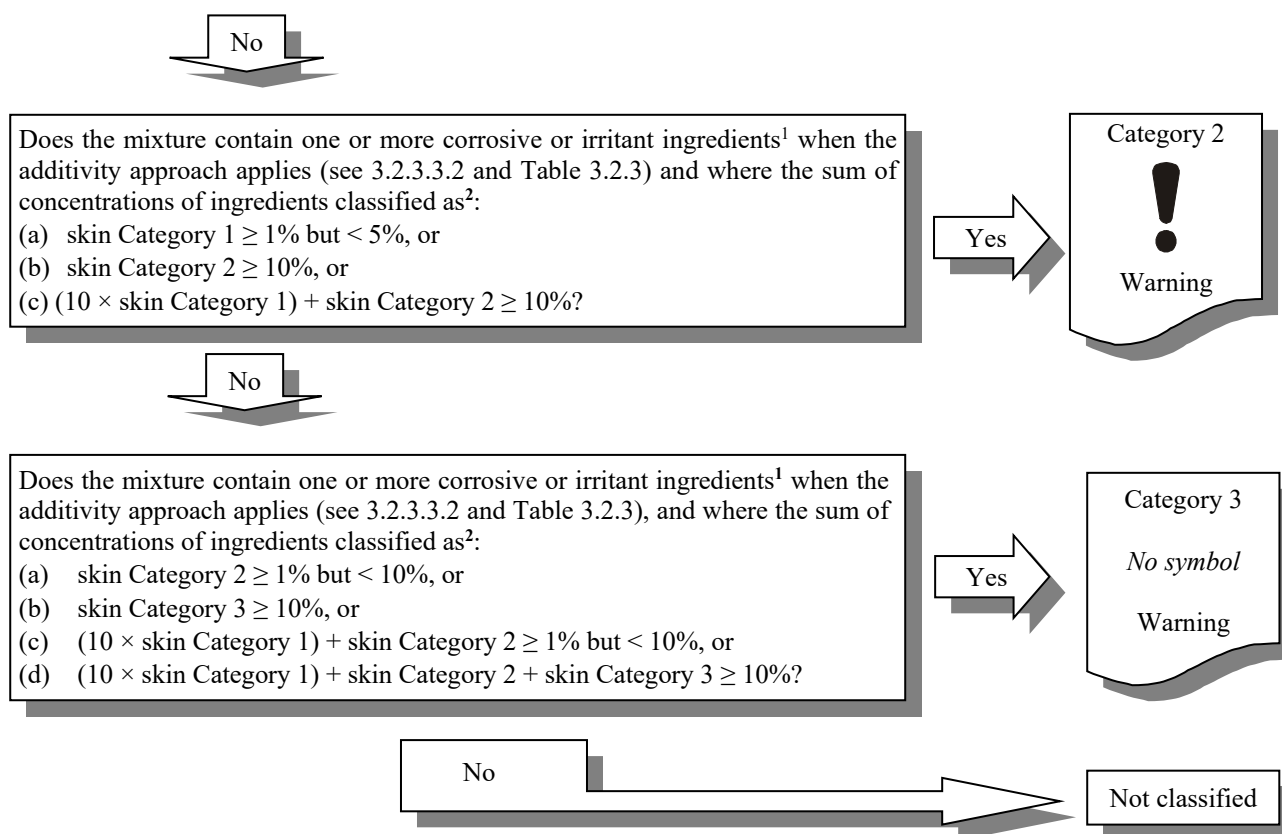 No
Does the mixture contain one or more corrosive or irritant ingredients¹ when the
additivity approach applies (see 3.2.3.3.2 and Table 3.2.3) and where the sum of
concentrations of ingredients classified as²:
(a) skin Category 1 ≥ 1% but < 5%, or
(b) skin Category 2 ≥ 10%, or
(c) (10 × skin Category 1) + skin Category 2 ≥ 10%?
Yes
Category 2
!
Warning
No
Does the mixture contain one or more corrosive or irritant ingredients¹ when the
additivity approach applies (see 3.2.3.3.2 and Table 3.2.3), and where the sum of
concentrations of ingredients classified as²:
(a) skin Category 2 ≥ 1% but < 10%, or
(b) skin Category 3 ≥ 10%, or
(c) (10 × skin Category 1) + skin Category 2 ≥ 1% but < 10%, or
(d) (10 × skin Category 1) + skin Category 2 + skin Category 3 ≥ 10%?
Yes
Category 3
No symbol
Warning
No
Not classified